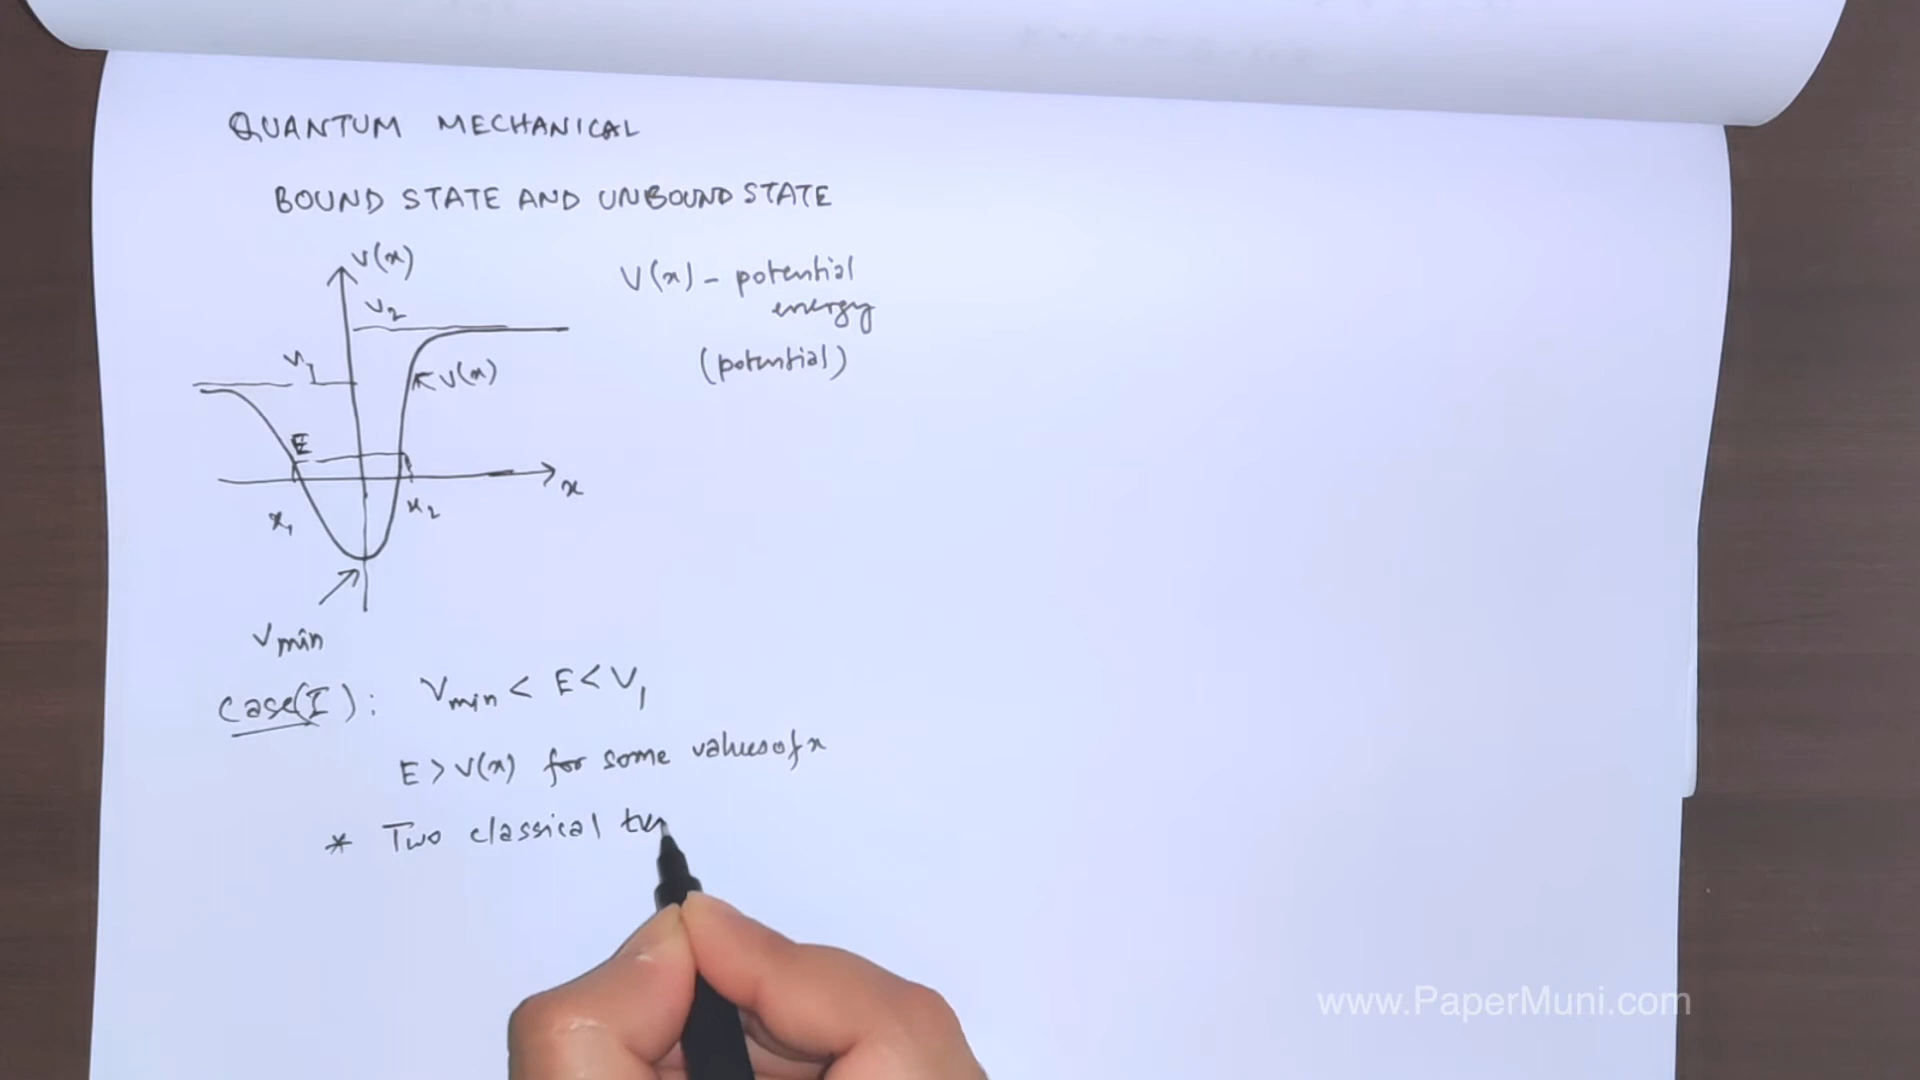 QUANTUM MECHANICAL
BOUND STATE AND UNBOUND STATE
V(x)
V2
V1
V(x)
E
x
x1
x2
Vmin
V(x) - potential
energy
(potential)
Case(I): Vmin < E < V1
E > V(x) for some values of x
* Two classical tu
www.PaperMuni.com